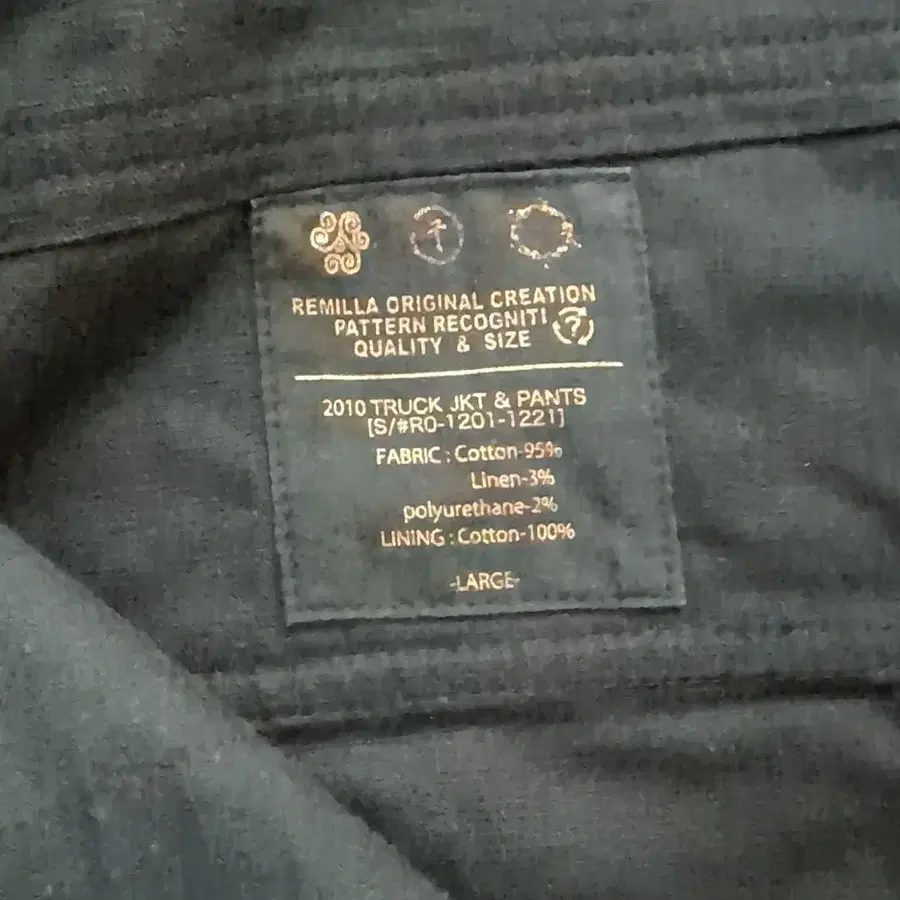 REMILLA ORIGINAL CREATION
PATTERN RECOGNITI
QUALITY & SIZE
2010 TRUCK JKT & PANTS
[S/#RO-1201-1221]
FABRIC : Cotton-95%
Linen-3%
polyurethane-2%
LINING : Cotton-100%
-LARGE-